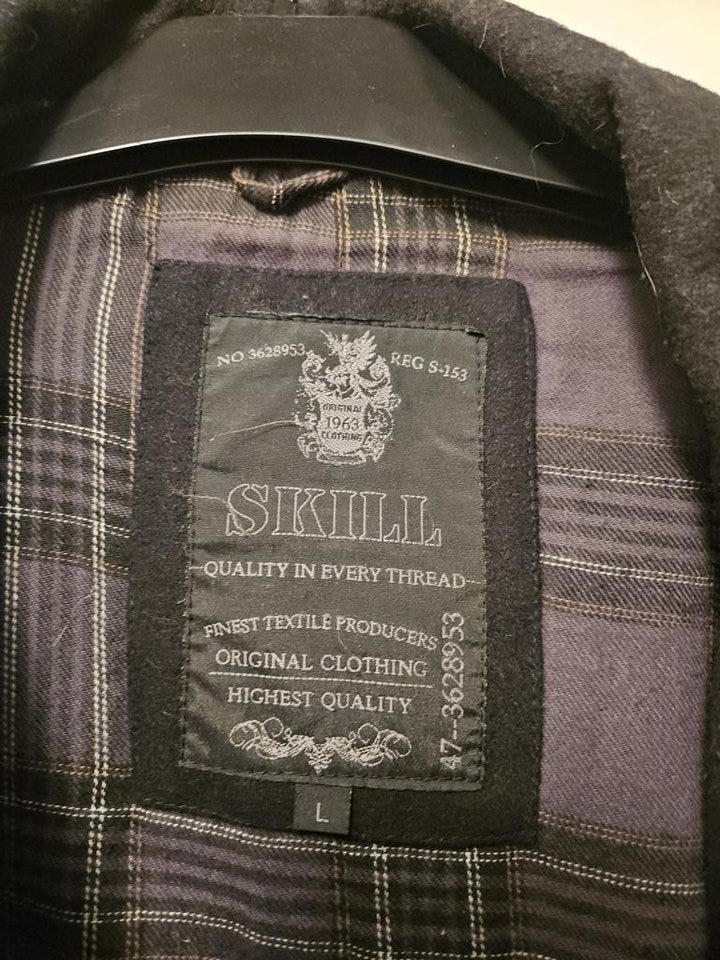 NO 3628953
REG S-153
ORIGINAL
1963
CLOTHING
SKILL
QUALITY IN EVERY THREAD
FINEST TEXTILE PRODUCERS
ORIGINAL CLOTHING
HIGHEST QUALITY
47--3628953
L